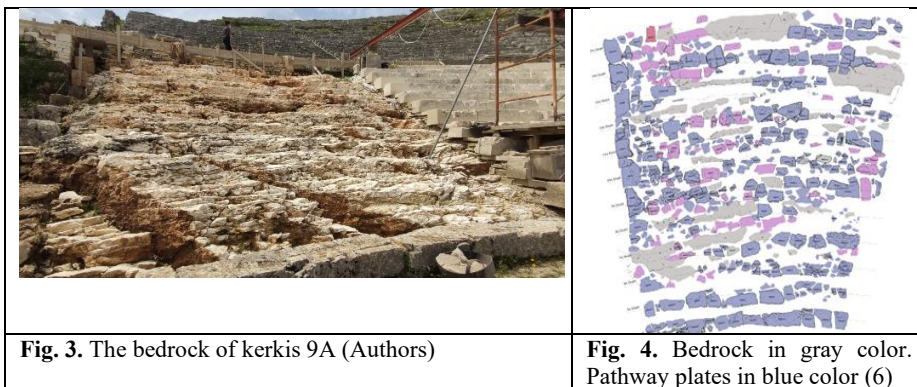 Fig. 3. The bedrock of kerkis 9A (Authors)
Fig. 4. Bedrock in gray color.
Pathway plates in blue color (6)